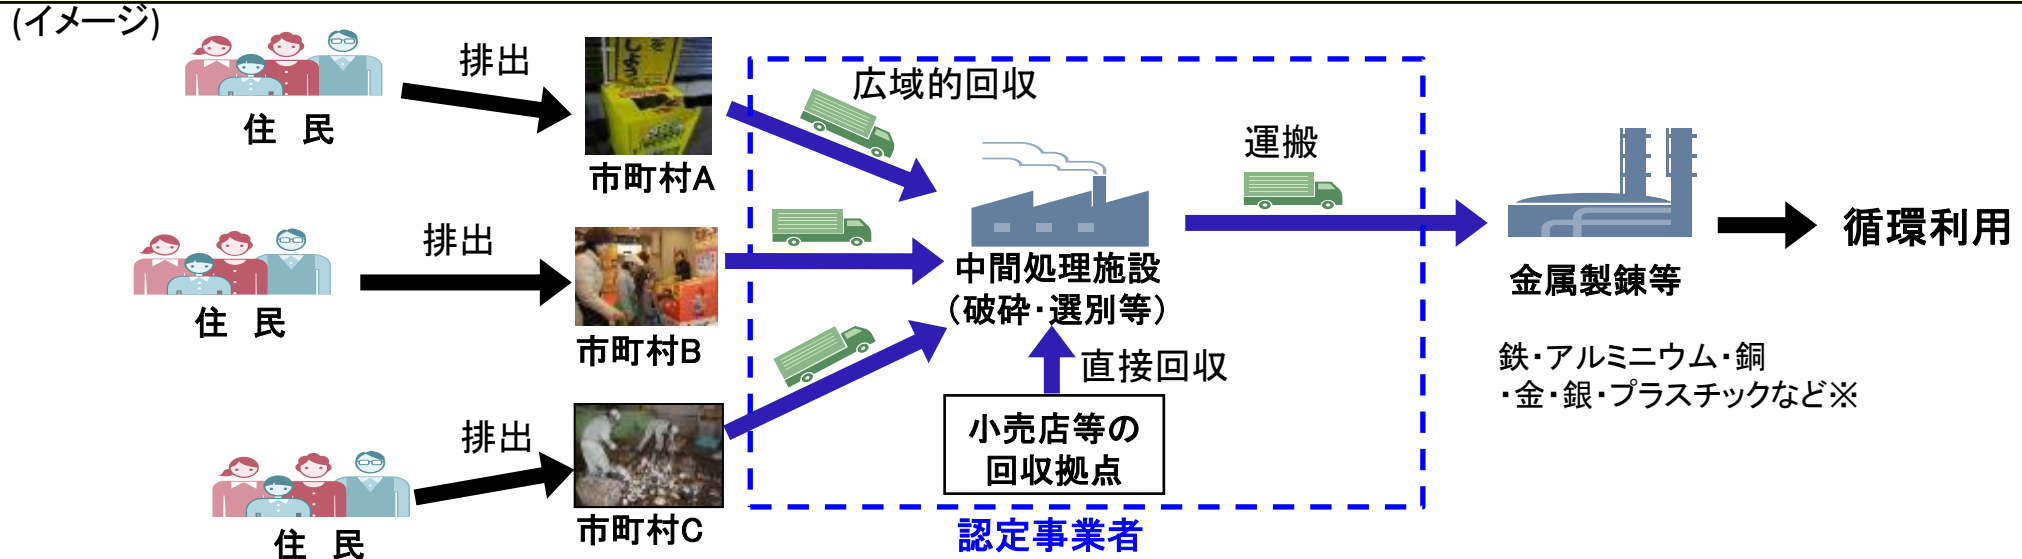 (イメージ)
排出
住　民
市町村A
広域的回収
運搬
排出
住　民
市町村B
中間処理施設
（破砕・選別等）
金属製錬等
循環利用
鉄・アルミニウム・銅
・金・銀・プラスチックなど※
直接回収
小売店等の
回収拠点
排出
住　民
市町村C
認定事業者